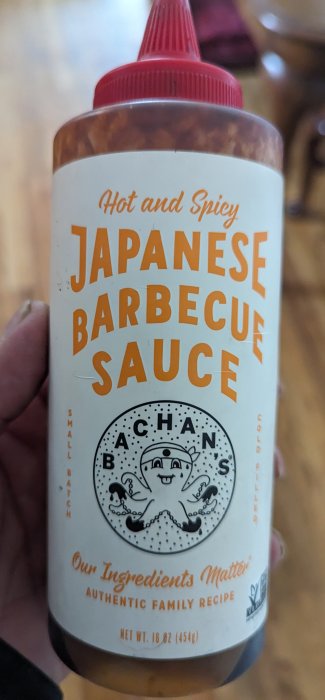 Hot and Spicy
JAPANESE
BARBECUE
SAUCE
SMALL BATCH
BACHAN'S
COLD FILLED
Our Ingredients Matter
AUTHENTIC FAMILY RECIPE
NET WT. 16 OZ (454g)